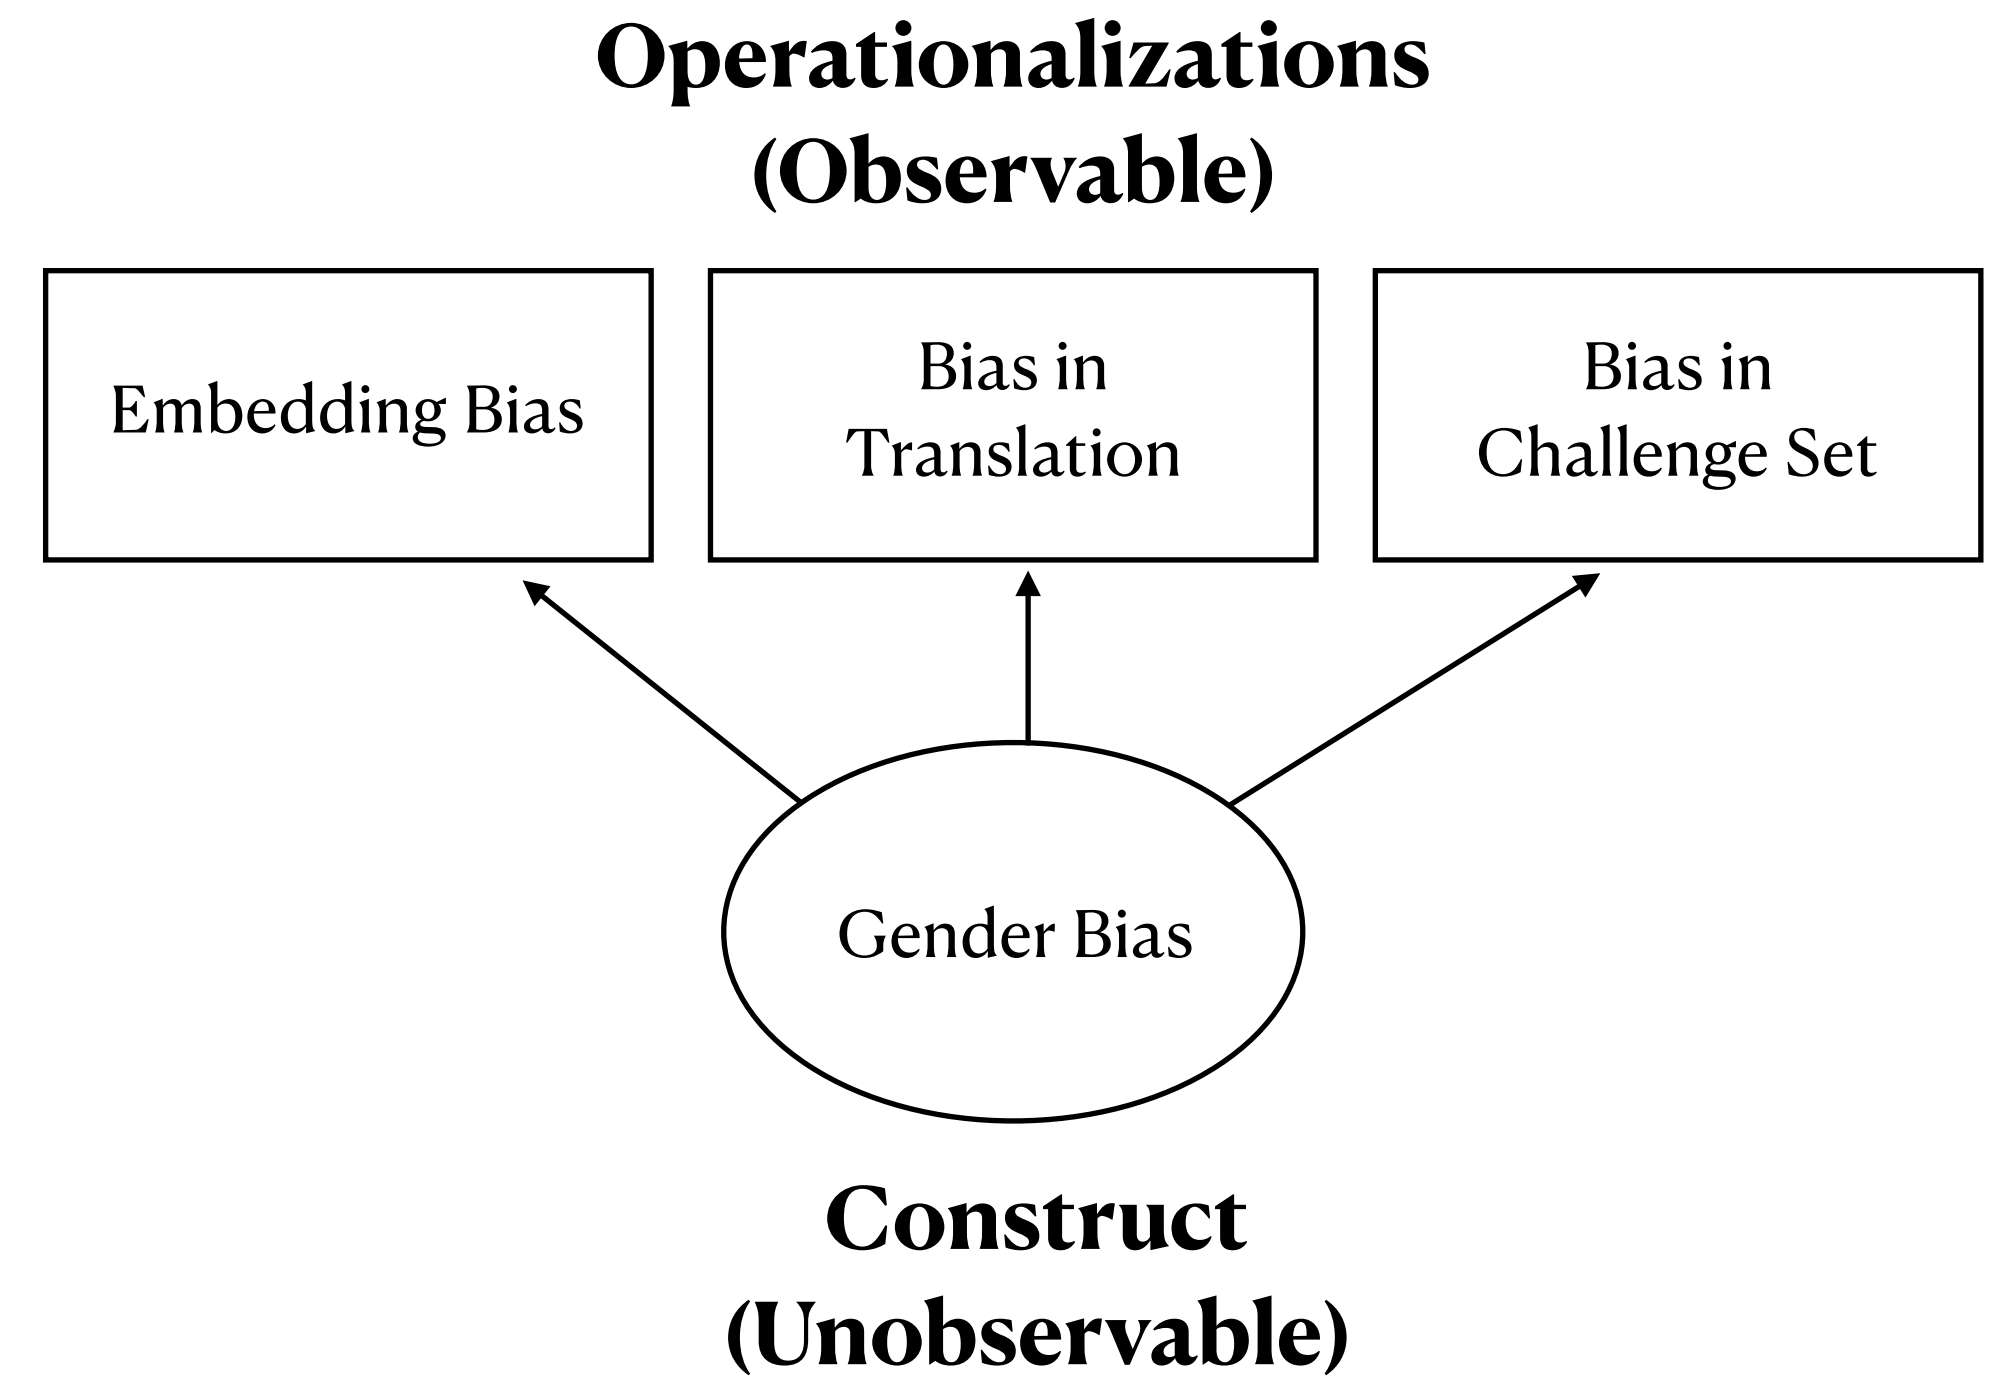 Operationalizations
(Observable)
Embedding Bias
Bias in
Translation
Bias in
Challenge Set
Gender Bias
Construct
(Unobservable)